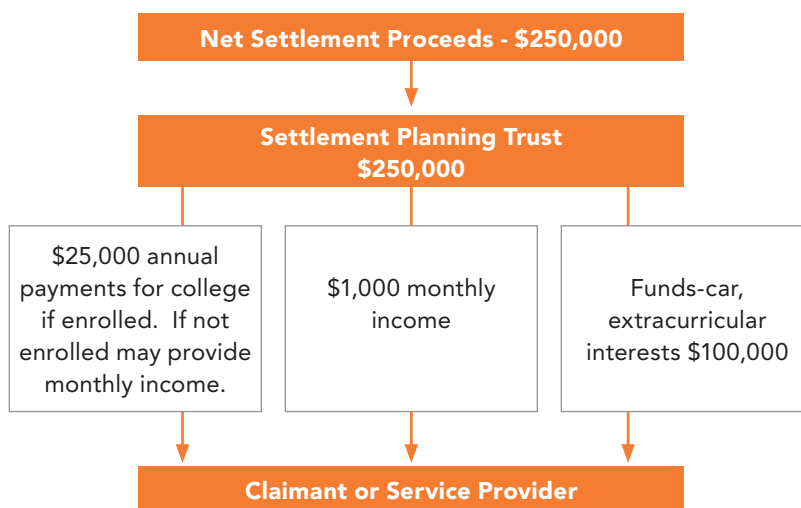 Net Settlement Proceeds - $250,000
Settlement Planning Trust
$250,000
$25,000 annual
payments for college
if enrolled.  If not
enrolled may provide
monthly income.
$1,000 monthly
income
Funds-car,
extracurricular
interests $100,000
Claimant or Service Provider